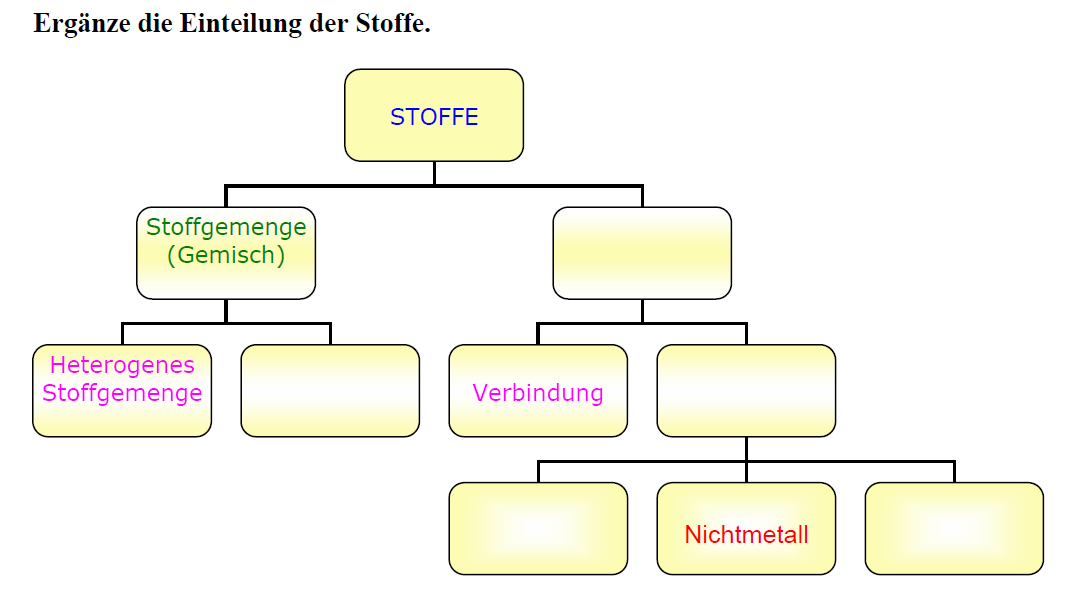 Ergänze die Einteilung der Stoffe.
STOFFE
Stoffgemenge
(Gemisch)
Heterogenes
Stoffgemenge
Verbindung
Nichtmetall